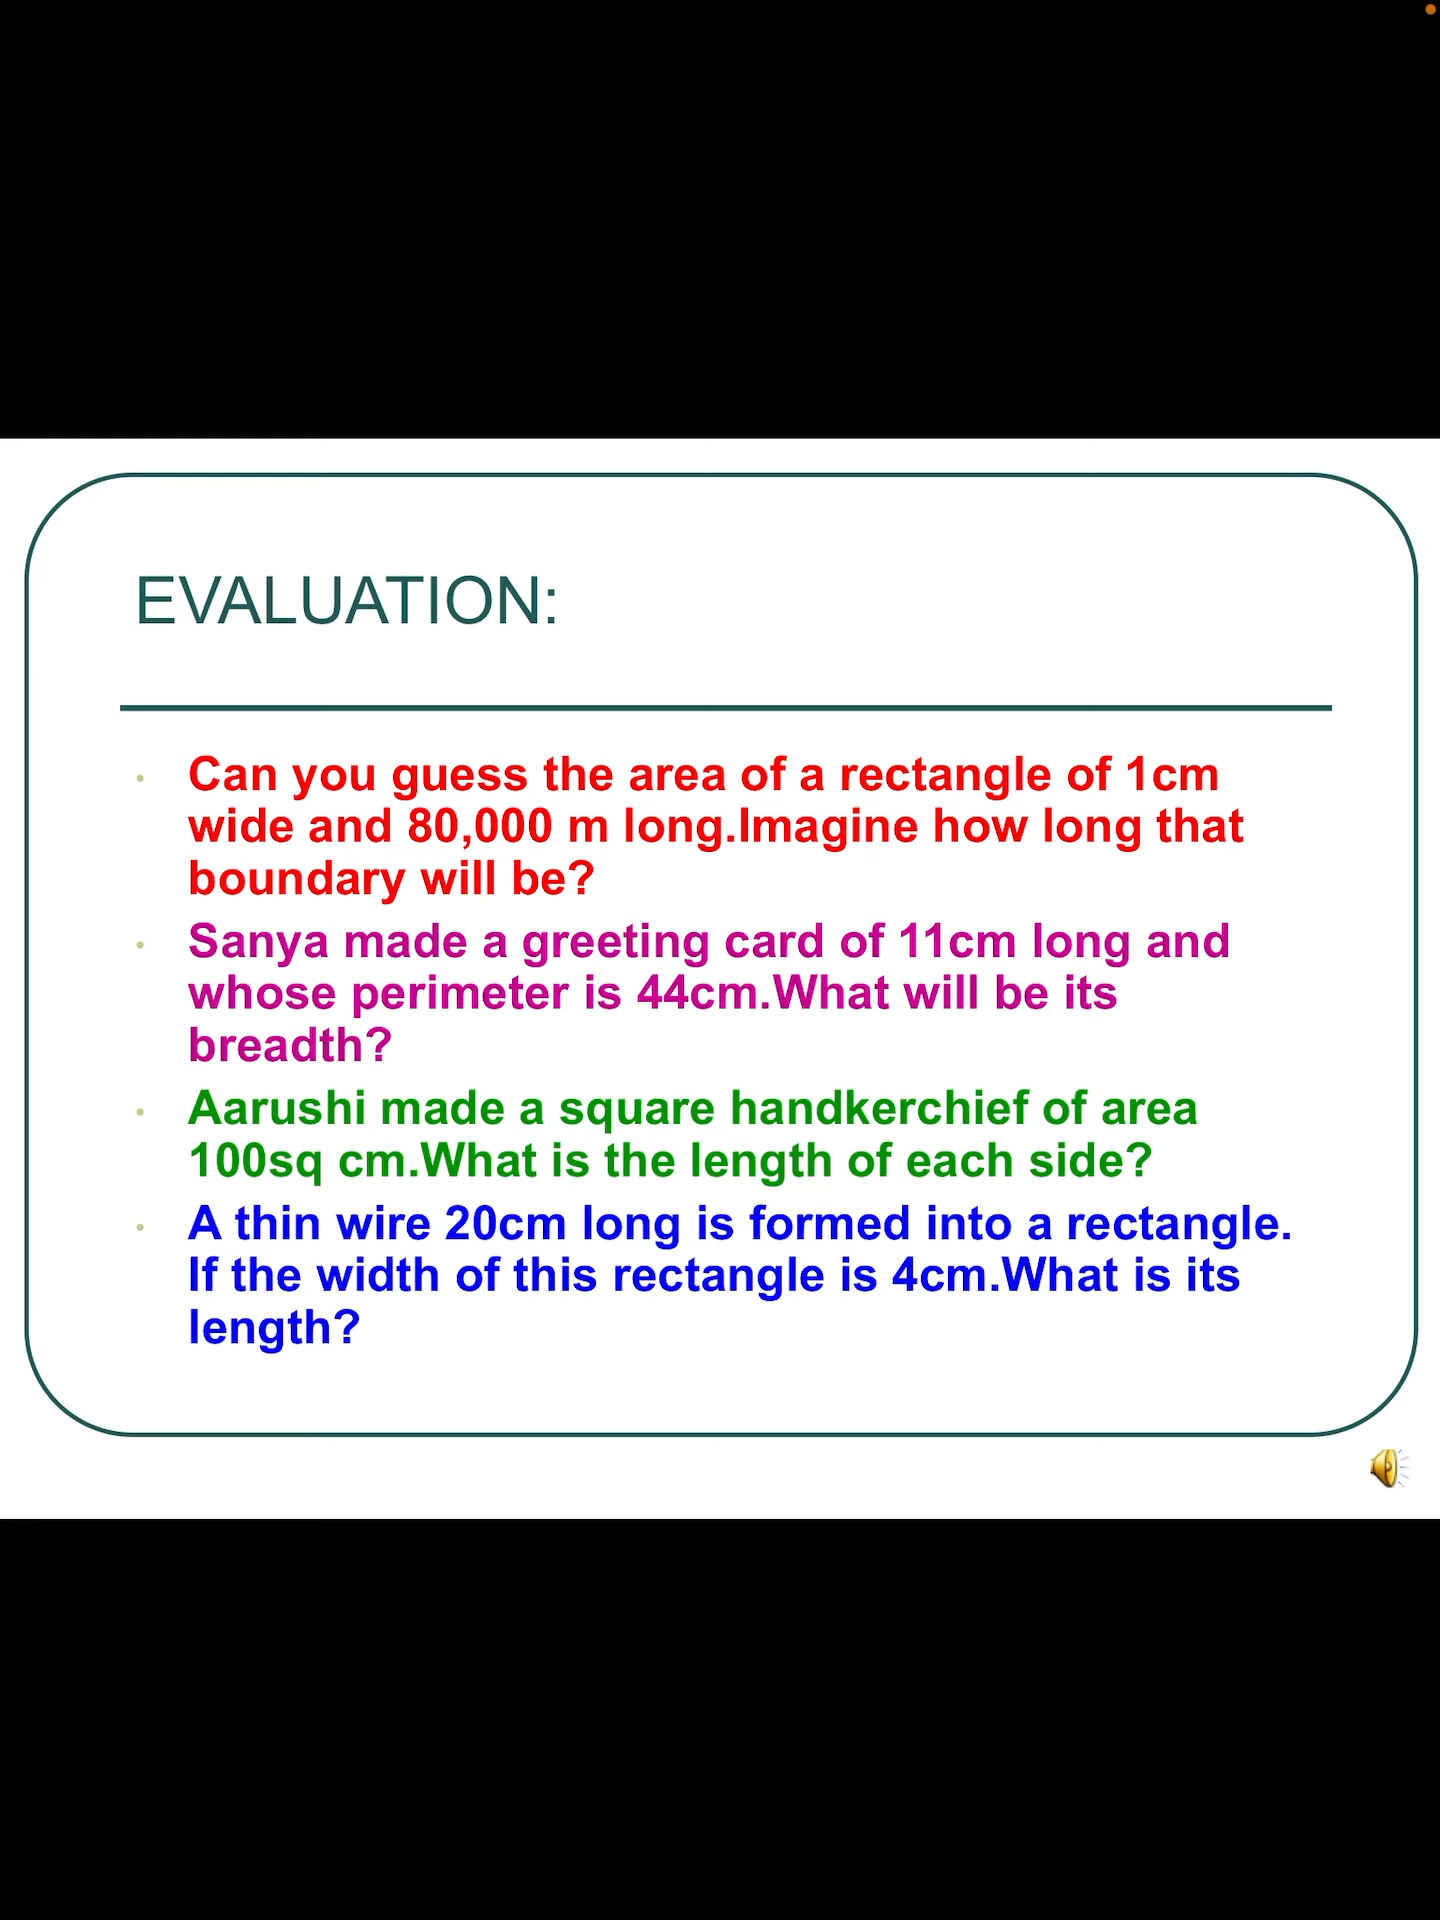 EVALUATION:
• Can you guess the area of a rectangle of 1cm
wide and 80,000 m long.Imagine how long that
boundary will be?
• Sanya made a greeting card of 11cm long and
whose perimeter is 44cm.What will be its
breadth?
• Aarushi made a square handkerchief of area
100sq cm.What is the length of each side?
• A thin wire 20cm long is formed into a rectangle.
If the width of this rectangle is 4cm.What is its
length?